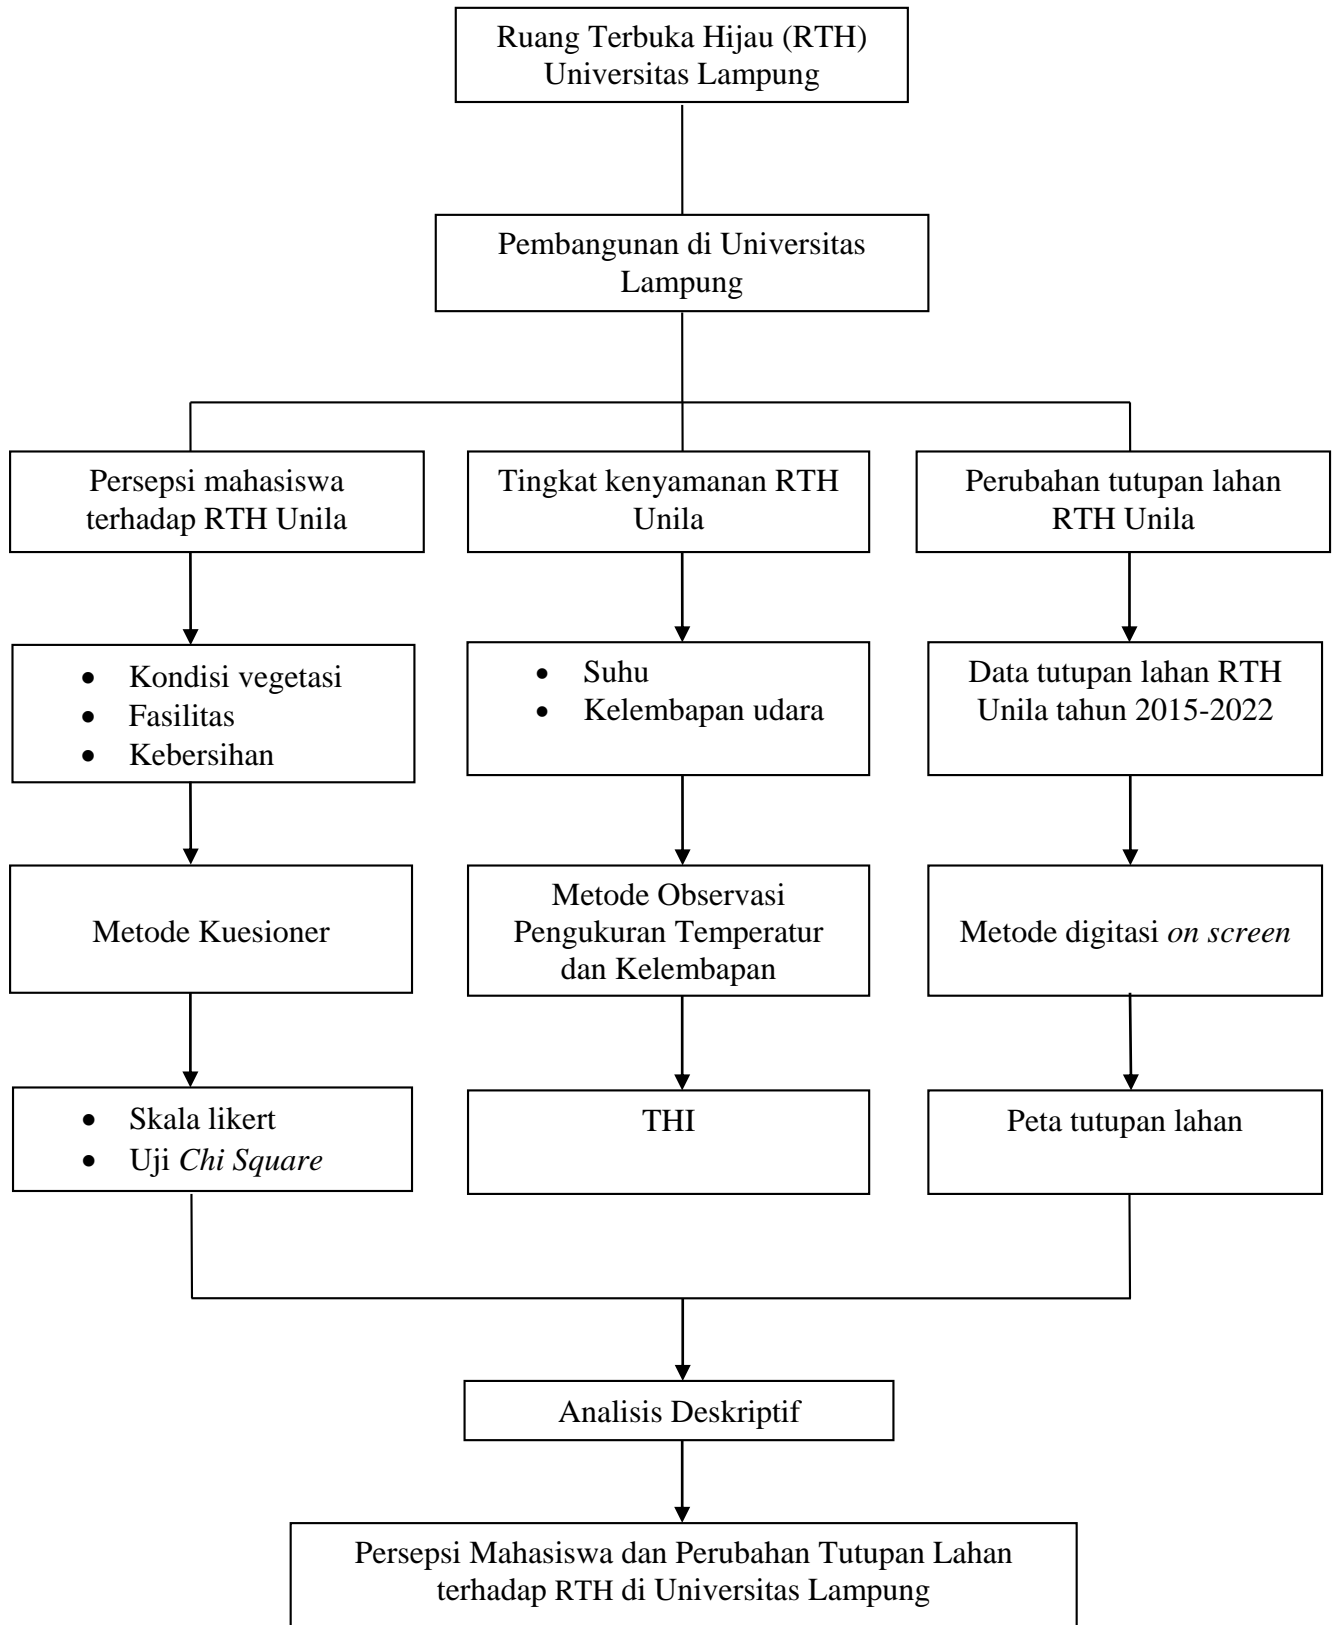 Ruang Terbuka Hijau (RTH)
Universitas Lampung
Pembangunan di Universitas
Lampung
Persepsi mahasiswa
terhadap RTH Unila
Tingkat kenyamanan RTH
Unila
Perubahan tutupan lahan
RTH Unila
• Kondisi vegetasi
• Fasilitas
• Kebersihan
• Suhu
• Kelembapan udara
Data tutupan lahan RTH
Unila tahun 2015-2022
Metode Kuesioner
Metode Observasi
Pengukuran Temperatur
dan Kelembapan
Metode digitasi on screen
• Skala likert
• Uji Chi Square
THI
Peta tutupan lahan
Analisis Deskriptif
Persepsi Mahasiswa dan Perubahan Tutupan Lahan
terhadap RTH di Universitas Lampung